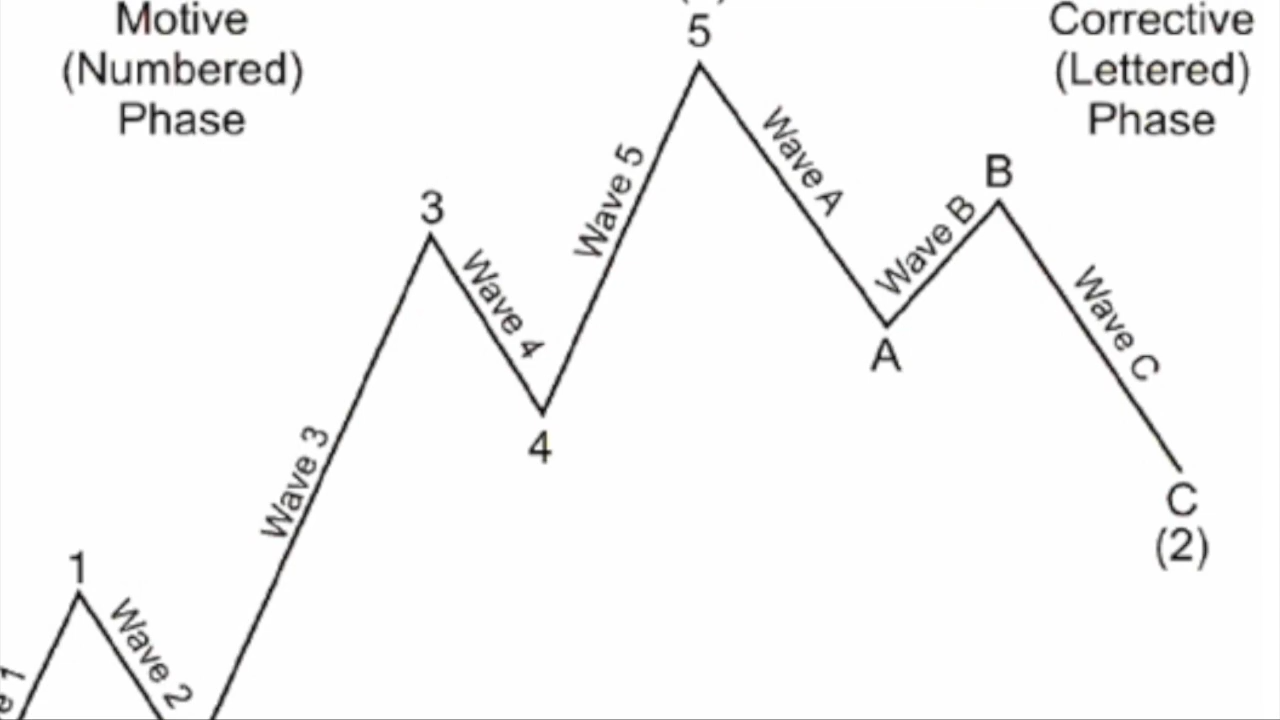 Motive
(Numbered)
Phase
Corrective
(Lettered)
Phase
5
Wave A
B
Wave 5
3
Wave B
Wave 4
A
Wave C
4
Wave 3
C
(2)
1
Wave 2
e 1